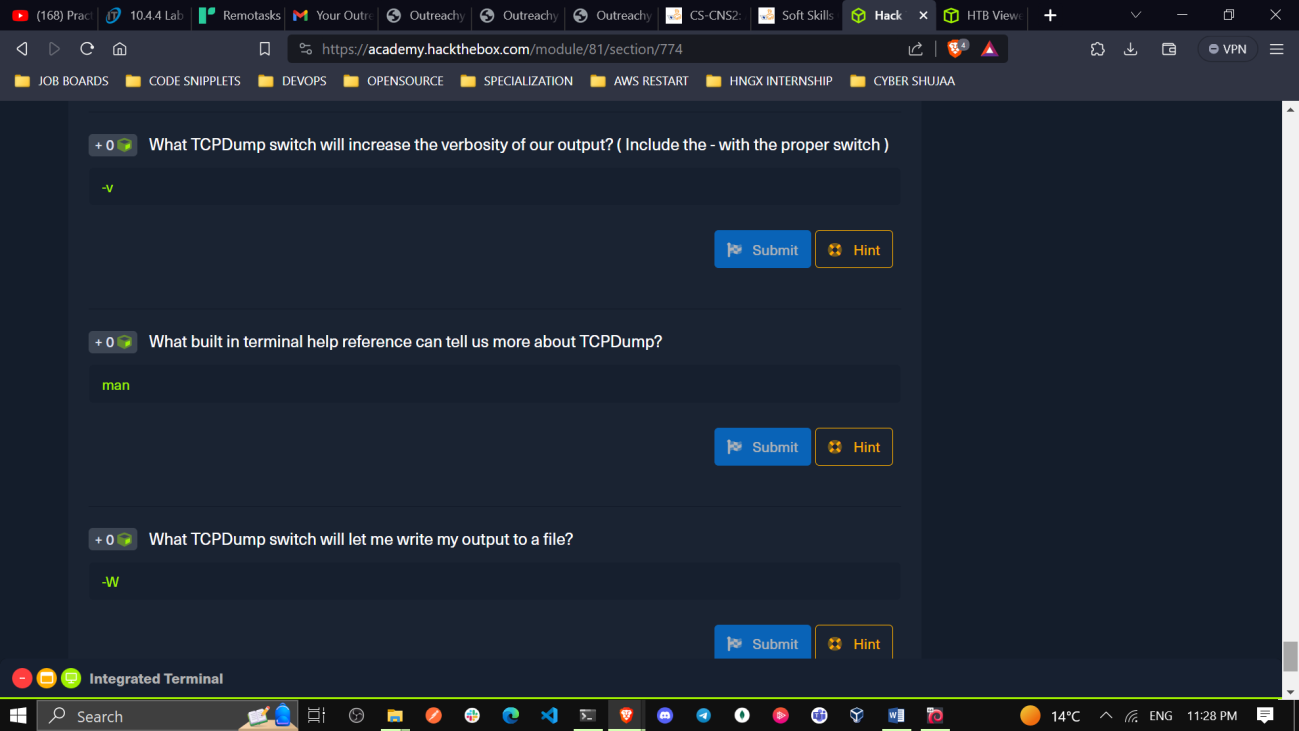 (168) Pract
10.4.4 Lab
Remotasks
Your Outre
Outreachy
Outreachy
Outreachy
CS-CNS2:
Soft Skills
Hack
HTB Viewe
https://academy.hackthebox.com/module/81/section/774
4
VPN
JOB BOARDS
CODE SNIPPLETS
DEVOPS
OPENSOURCE
SPECIALIZATION
AWS RESTART
HNGX INTERNSHIP
CYBER SHUJAA
+ 0 What TCPDump switch will increase the verbosity of our output? ( Include the - with the proper switch )
-v
Submit
Hint
+ 0 What built in terminal help reference can tell us more about TCPDump?
man
Submit
Hint
+ 0 What TCPDump switch will let me write my output to a file?
-W
Submit
Hint
Integrated Terminal
Search
14°C
ENG
11:28 PM